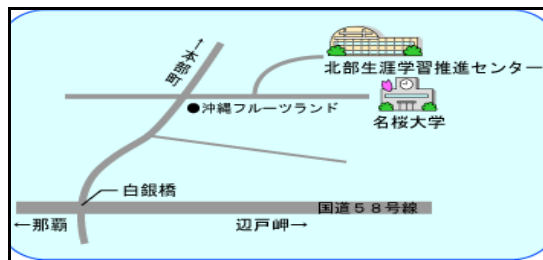 ←本部町
北部生涯学習推進センター
●沖縄フルーツランド
名桜大学
白銀橋
国道58号線
←那覇
辺戸岬→